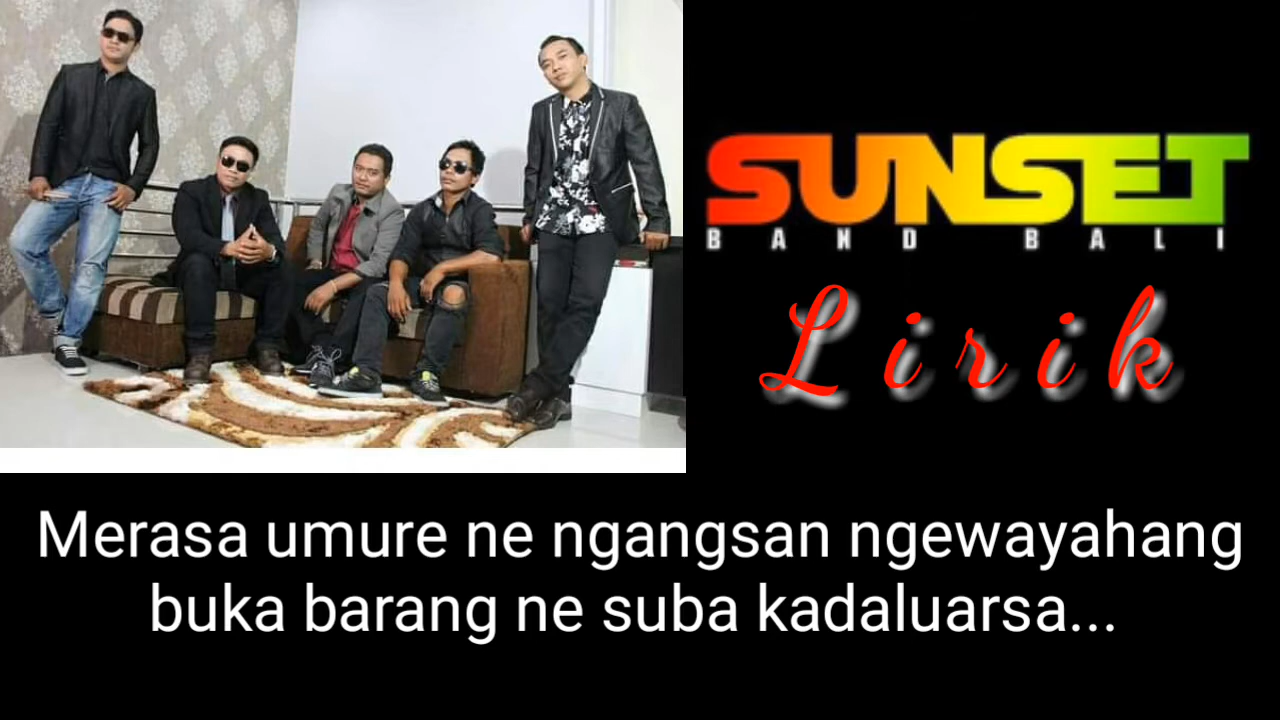 SUNSET
BAND BALI
Lirik
Merasa umure ne ngangsan ngewayahang
buka barang ne suba kadaluarsa...